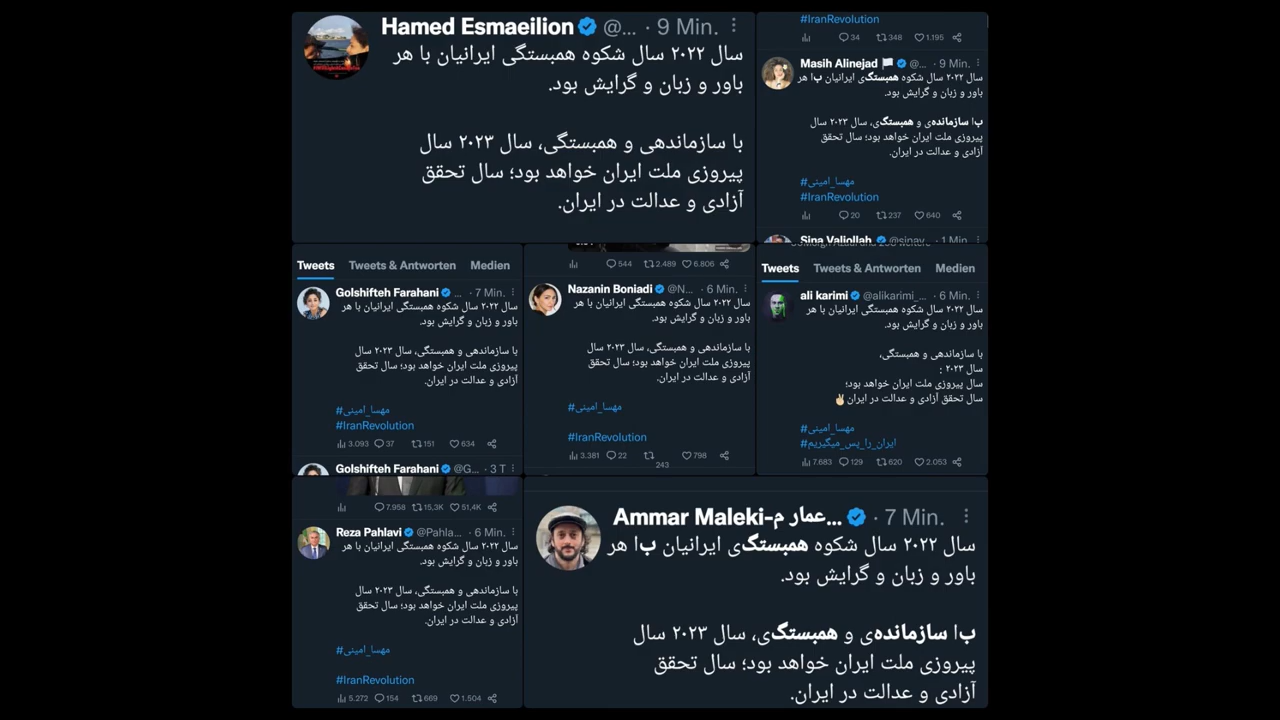 Hamed Esmaeilion @... · 9 Min.
سال ۲۰۲۲ سال شکوه همبستگی ایرانیان با هر
باور و زبان و گرایش بود.
با سازماندهی و همبستگی، سال ۲۰۲۳ سال
پیروزی ملت ایران خواهد بود؛ سال تحقق
آزادی و عدالت در ایران.
#IranRevolution
34 348 1.195
Masih Alinejad @... · 9 Min.
سال ۲۰۲۲ سال شکوه همبستگی ایرانیان با هر
باور و زبان و گرایش بود.
با سازماندهی و همبستگی، سال ۲۰۲۳ سال
پیروزی ملت ایران خواهد بود؛ سال تحقق
آزادی و عدالت در ایران.
#مهسا_امینی
#IranRevolution
20 237 640
Sina Valiollah @sinav... · 1 Min.
Tweets Tweets & Antworten Medien
Golshifteh Farahani ... · 7 Min.
سال ۲۰۲۲ سال شکوه همبستگی ایرانیان با هر
باور و زبان و گرایش بود.
با سازماندهی و همبستگی، سال ۲۰۲۳ سال
پیروزی ملت ایران خواهد بود؛ سال تحقق
آزادی و عدالت در ایران.
#مهسا_امینی
#IranRevolution
3.093 37 151 634
Golshifteh Farahani @G... · 3 T
544 2.489 6.806
Nazanin Boniadi @N... · 6 Min.
سال ۲۰۲۲ سال شکوه همبستگی ایرانیان با هر
باور و زبان و گرایش بود.
با سازماندهی و همبستگی، سال ۲۰۲۳ سال
پیروزی ملت ایران خواهد بود؛ سال تحقق
آزادی و عدالت در ایران.
#مهسا_امینی
#IranRevolution
3.381 22 243 798
Tweets Tweets & Antworten Medien
ali karimi @alikarimi_... · 6 Min.
سال ۲۰۲۲ سال شکوه همبستگی ایرانیان با هر
باور و زبان و گرایش بود.
با سازماندهی و همبستگی،
سال ۲۰۲۳ :
سال پیروزی ملت ایران خواهد بود؛
سال تحقق آزادی و عدالت در ایران✌🏻
#مهسا_امینی
#ایران_را_پس_میگیریم
7.683 129 620 2.053
7.958 15,3K 51,4K
Reza Pahlavi @Pahla... · 6 Min.
سال ۲۰۲۲ سال شکوه همبستگی ایرانیان با هر
باور و زبان و گرایش بود.
با سازماندهی و همبستگی، سال ۲۰۲۳ سال
پیروزی ملت ایران خواهد بود؛ سال تحقق
آزادی و عدالت در ایران.
#مهسا_امینی
#IranRevolution
5.272 154 669 1.504
Ammar Maleki-عمار م... · 7 Min.
سال ۲۰۲۲ سال شکوه همبستگی ایرانیان با هر
باور و زبان و گرایش بود.
با سازماندهی و همبستگی، سال ۲۰۲۳ سال
پیروزی ملت ایران خواهد بود؛ سال تحقق
آزادی و عدالت در ایران.